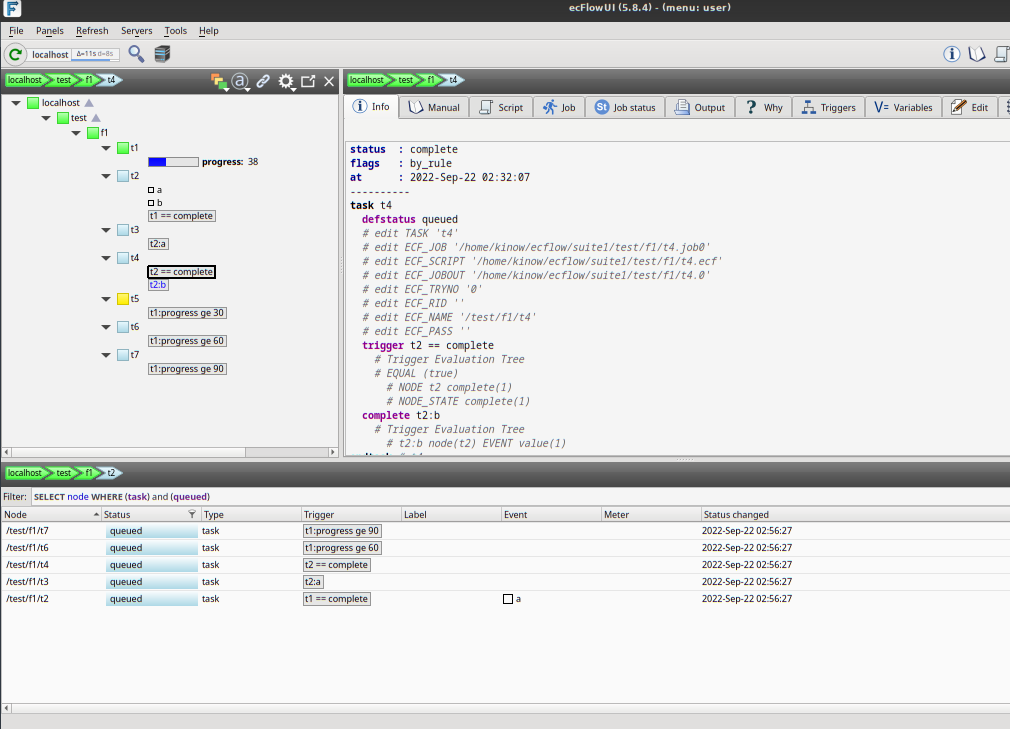 ecFlowUI (5.8.4) - (menu: user)
File Panels Refresh Servers Tools Help
localhost Δ=11s d=8s
localhost test f1 t4
localhost
test
f1
t1
progress: 38
t2
a
b
t1 == complete
t3
t2:a
t4
t2 == complete
t2:b
t5
t1:progress ge 30
t6
t1:progress ge 60
t7
t1:progress ge 90
localhost test f1 t4
Info Manual Script Job St Job status Output ? Why Triggers V= Variables Edit
status : complete
flags : by_rule
at : 2022-Sep-22 02:32:07
----------
task t4
defstatus queued
# edit TASK 't4'
# edit ECF_JOB '/home/kinow/ecflow/suite1/test/f1/t4.job0'
# edit ECF_SCRIPT '/home/kinow/ecflow/suite1/test/f1/t4.ecf'
# edit ECF_JOBOUT '/home/kinow/ecflow/suite1/test/f1/t4.0'
# edit ECF_TRYNO '0'
# edit ECF_RID ''
# edit ECF_NAME '/test/f1/t4'
# edit ECF_PASS ''
trigger t2 == complete
# Trigger Evaluation Tree
# EQUAL (true)
# NODE t2 complete(1)
# NODE_STATE complete(1)
complete t2:b
# Trigger Evaluation Tree
# t2:b node(t2) EVENT value(1)
localhost test f1 t2
Filter: SELECT node WHERE (task) and (queued)
Node Status Type Trigger Label Event Meter Status changed
/test/f1/t7 queued task t1:progress ge 90 2022-Sep-22 02:56:27
/test/f1/t6 queued task t1:progress ge 60 2022-Sep-22 02:56:27
/test/f1/t4 queued task t2 == complete 2022-Sep-22 02:56:27
/test/f1/t3 queued task t2:a 2022-Sep-22 02:56:27
/test/f1/t2 queued task t1 == complete a 2022-Sep-22 02:56:27